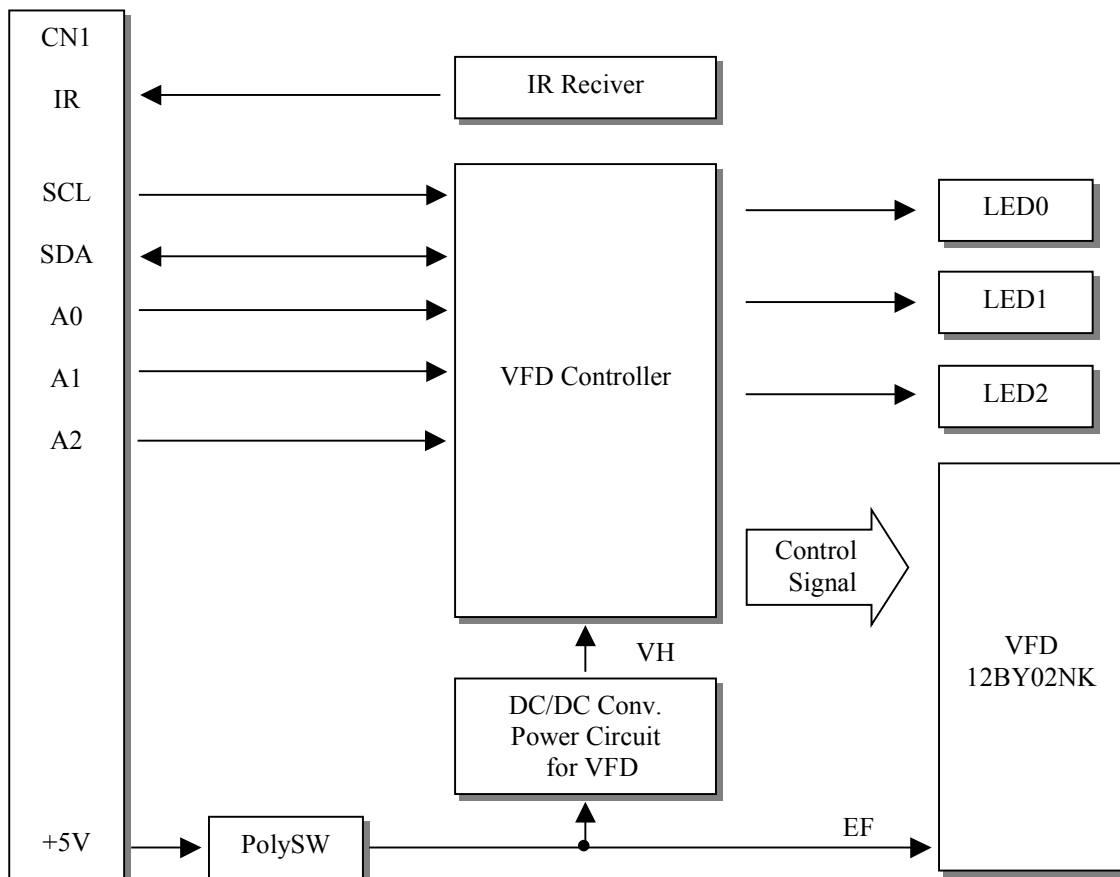 CN1
IR
IR Reciver
SCL
SDA
A0
A1
A2
VFD Controller
LED0
LED1
LED2
Control
Signal
VFD
12BY02NK
VH
DC/DC Conv.
Power Circuit
for VFD
+5V
PolySW
EF